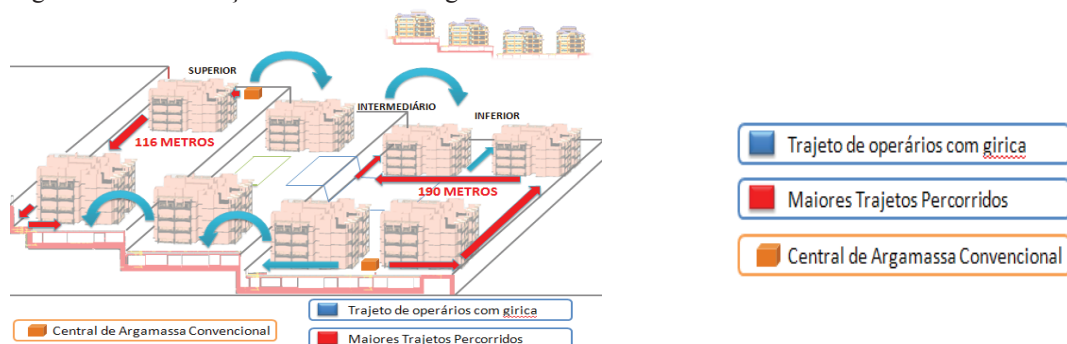 SUPERIOR
INTERMEDIÁRIO
INFERIOR
116 METROS
190 METROS
Trajeto de operários com girica
Maiores Trajetos Percorridos
Central de Argamassa Convencional
Trajeto de operários com girica
Central de Argamassa Convencional
Maiores Trajetos Percorridos